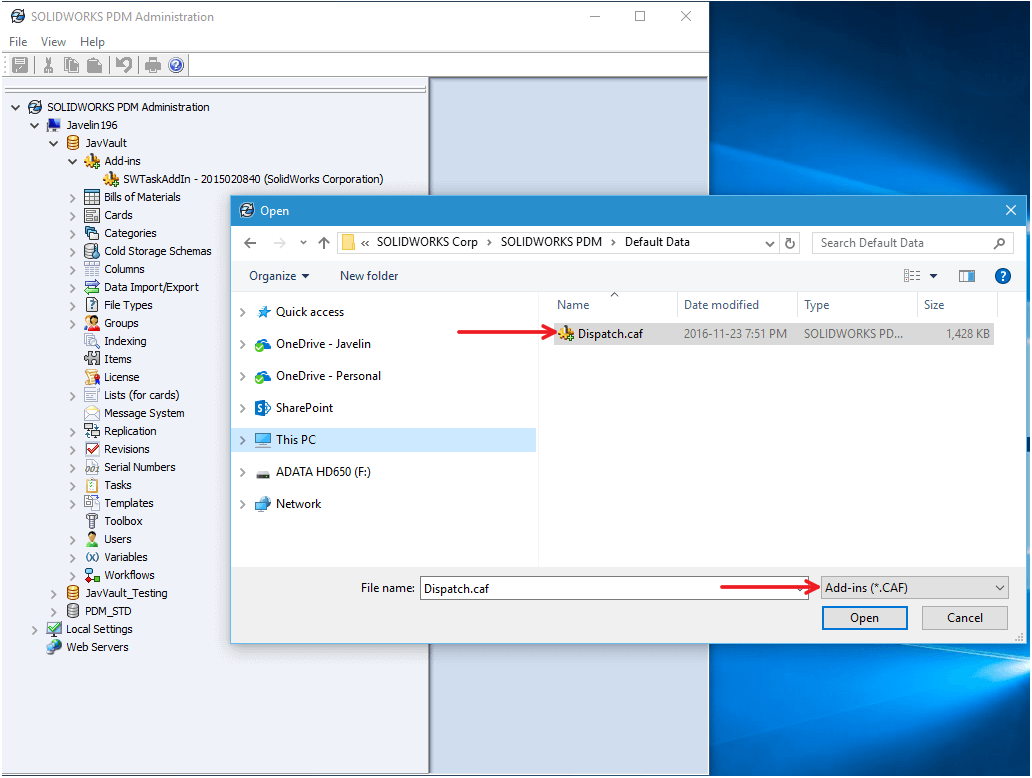 SOLIDWORKS PDM Administration
File View Help
SOLIDWORKS PDM Administration
Javelin196
JavVault
Add-ins
SWTaskAddIn - 2015020840 (SolidWorks Corporation)
Bills of Materials
Cards
Categories
Cold Storage Schemas
Columns
Data Import/Export
File Types
Groups
Indexing
Items
License
Lists (for cards)
Message System
Replication
Revisions
Serial Numbers
Tasks
Templates
Toolbox
Users
Variables
Workflows
JavVault_Testing
PDM_STD
Local Settings
Web Servers
Open
« SOLIDWORKS Corp > SOLIDWORKS PDM > Default Data
Search Default Data
Organize New folder
Quick access
OneDrive - Javelin
OneDrive - Personal
SharePoint
This PC
ADATA HD650 (F:)
Network
Name Date modified Type Size
Dispatch.caf 2016-11-23 7:51 PM SOLIDWORKS PD... 1,428 KB
File name: Dispatch.caf Add-ins (*.CAF)
Open Cancel